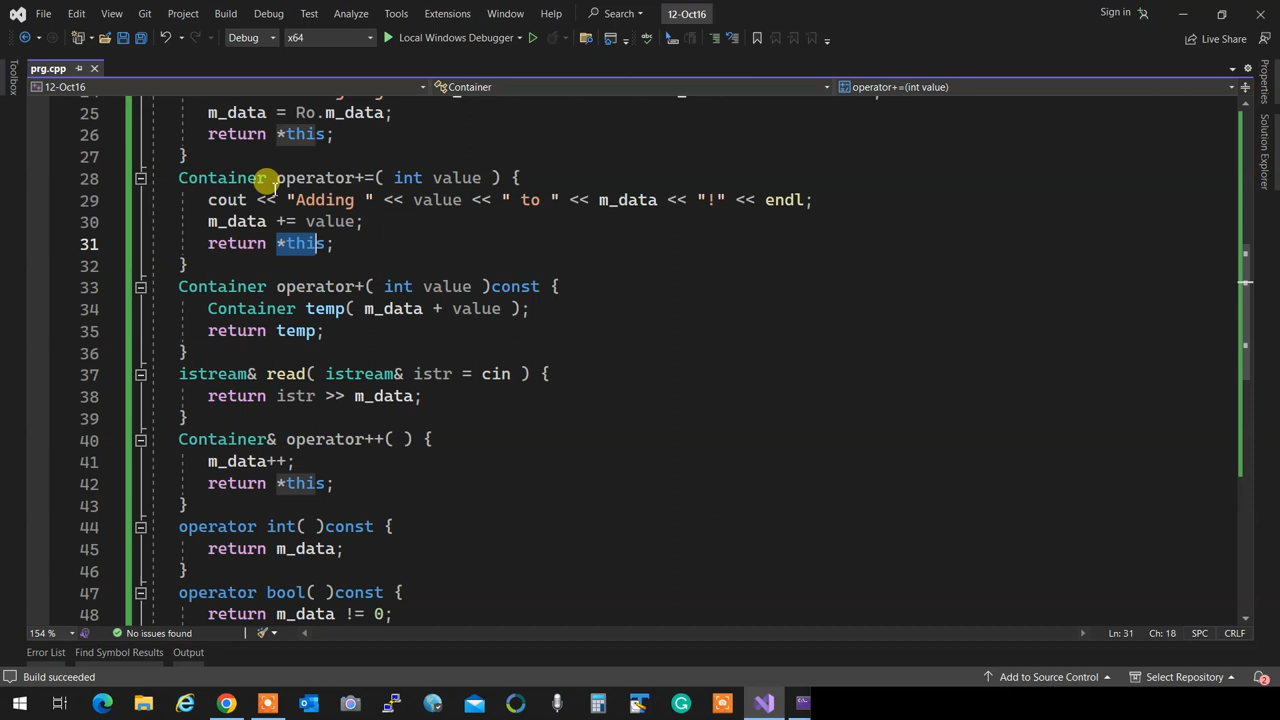 File Edit View Git Project Build Debug Test Analyze Tools Extensions Window Help Search 12-Oct16 Sign in
Debug x64 Local Windows Debugger Live Share
prg.cpp
12-Oct16 Container operator+=(int value)
Toolbox
Properties
Solution Explorer
25 m_data = Ro.m_data;
26 return *this;
27 }
28 Container operator+=( int value ) {
29 cout << "Adding " << value << " to " << m_data << "!" << endl;
30 m_data += value;
31 return *this;
32 }
33 Container operator+( int value )const {
34 Container temp( m_data + value );
35 return temp;
36 }
37 istream& read( istream& istr = cin ) {
38 return istr >> m_data;
39 }
40 Container& operator++( ) {
41 m_data++;
42 return *this;
43 }
44 operator int( )const {
45 return m_data;
46 }
47 operator bool( )const {
48 return m_data != 0;
154 % No issues found Ln: 31 Ch: 18 SPC CRLF
Error List Find Symbol Results Output
Build succeeded Add to Source Control Select Repository 2